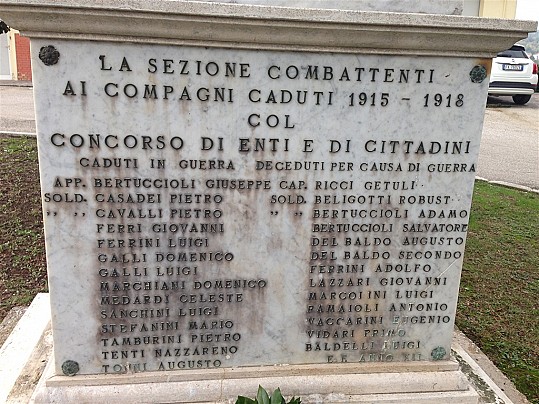 LA SEZIONE COMBATTENTI
AI COMPAGNI CADUTI 1915 - 1918
COL
CONCORSO DI ENTI E DI CITTADINI
CADUTI IN GUERRA DECEDUTI PER CAUSA DI GUERRA
APP. BERTUCCIOLI GIUSEPPE CAP. RICCI GETULI
SOLD. CASADEI PIETRO SOLD. BELIGOTTI ROBUST
" " CAVALLI PIETRO " " BERTUCCIOLI ADAMO
FERRI GIOVANNI BERTUCCIOLI SALVATORE
FERRINI LUIGI DEL BALDO AUGUSTO
GALLI DOMENICO DEL BALDO SECONDO
GALLI LUIGI FERRINI ADOLFO
MARCHIANI DOMENICO LAZZARI GIOVANNI
MEDARDI CELESTE MARCOLINI LUIGI
SANCHINI LUIGI RAMAIOLI ANTONIO
STEFANINI MARIO VACCARINI EUGENIO
TAMBURINI PIETRO VIDARI PRIMO
TENTI NAZZARENO BALDELLI LUIGI
AUGUSTO E.F. ANNO XII